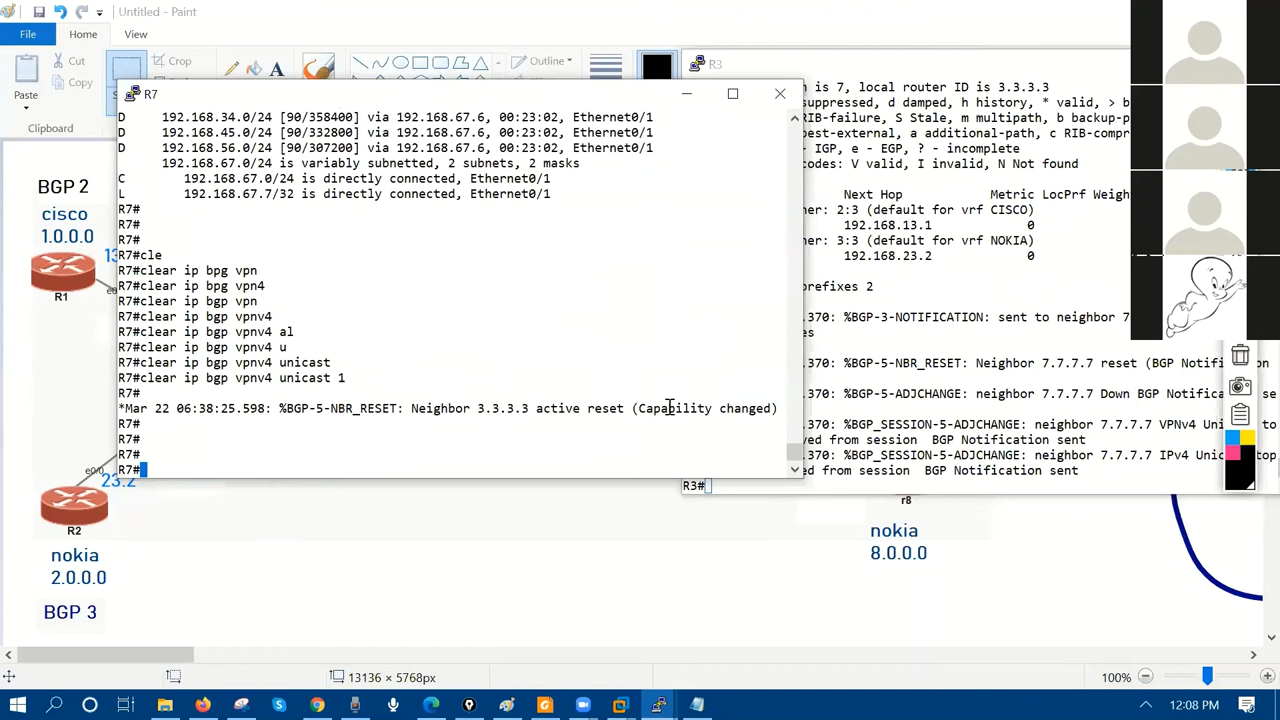 Untitled - Paint
File Home View
Paste
Cut
Copy
Clipboard
Crop
Outline
R7
D 192.168.34.0/24 [90/358400] via 192.168.67.6, 00:23:02, Ethernet0/1
D 192.168.45.0/24 [90/332800] via 192.168.67.6, 00:23:02, Ethernet0/1
D 192.168.56.0/24 [90/307200] via 192.168.67.6, 00:23:02, Ethernet0/1
192.168.67.0/24 is variably subnetted, 2 subnets, 2 masks
C 192.168.67.0/24 is directly connected, Ethernet0/1
L 192.168.67.7/32 is directly connected, Ethernet0/1
R7#
R7#
R7#
R7#cle
R7#clear ip bpg vpn
R7#clear ip bpg vpn4
R7#clear ip bgp vpn
R7#clear ip bgp vpnv4
R7#clear ip bgp vpnv4 al
R7#clear ip bgp vpnv4 u
R7#clear ip bgp vpnv4 unicast
R7#clear ip bgp vpnv4 unicast 1
R7#
*Mar 22 06:38:25.598: %BGP-5-NBR_RESET: Neighbor 3.3.3.3 active reset (Capability changed)
R7#
R7#
R7#
R7#
R3
n is 7, local router ID is 3.3.3.3
suppressed, d damped, h history, * valid, > b
RIB-failure, S Stale, m multipath, b backup-p
est-external, a additional-path, c RIB-compr
- IGP, e - EGP, ? - incomplete
codes: V valid, I invalid, N Not found
Next Hop Metric LocPrf Weigh
her: 2:3 (default for vrf CISCO)
192.168.13.1 0
her: 3:3 (default for vrf NOKIA)
192.168.23.2 0
prefixes 2
.370: %BGP-3-NOTIFICATION: sent to neighbor 7
es
.370: %BGP-5-NBR_RESET: Neighbor 7.7.7.7 reset (BGP Notification
.370: %BGP-5-ADJCHANGE: neighbor 7.7.7.7 Down BGP Notification se
.370: %BGP_SESSION-5-ADJCHANGE: neighbor 7.7.7.7 VPNv4 Un
ved from session BGP Notification sent
.370: %BGP_SESSION-5-ADJCHANGE: neighbor 7.7.7.7 IPv4 Unic top
ved from session BGP Notification sent
R3#
BGP 2
cisco
1.0.0.0
R1
e0/0
23.2
R2
nokia
2.0.0.0
BGP 3
r8
nokia
8.0.0.0
13136 × 5768px
100%
12:08 PM